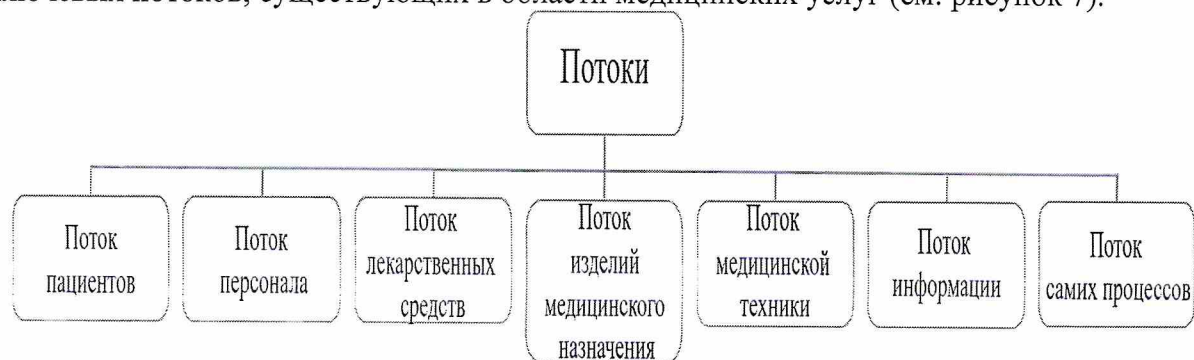 потоков, существующих в области медицинских услуг (см. рисунок 7).
Потоки
Поток
пациентов
Поток
персонала
Поток
лекарственных
средств
Поток
изделий
медицинского
назначения
Поток
медицинской
техники
Поток
информации
Поток
самих процессов